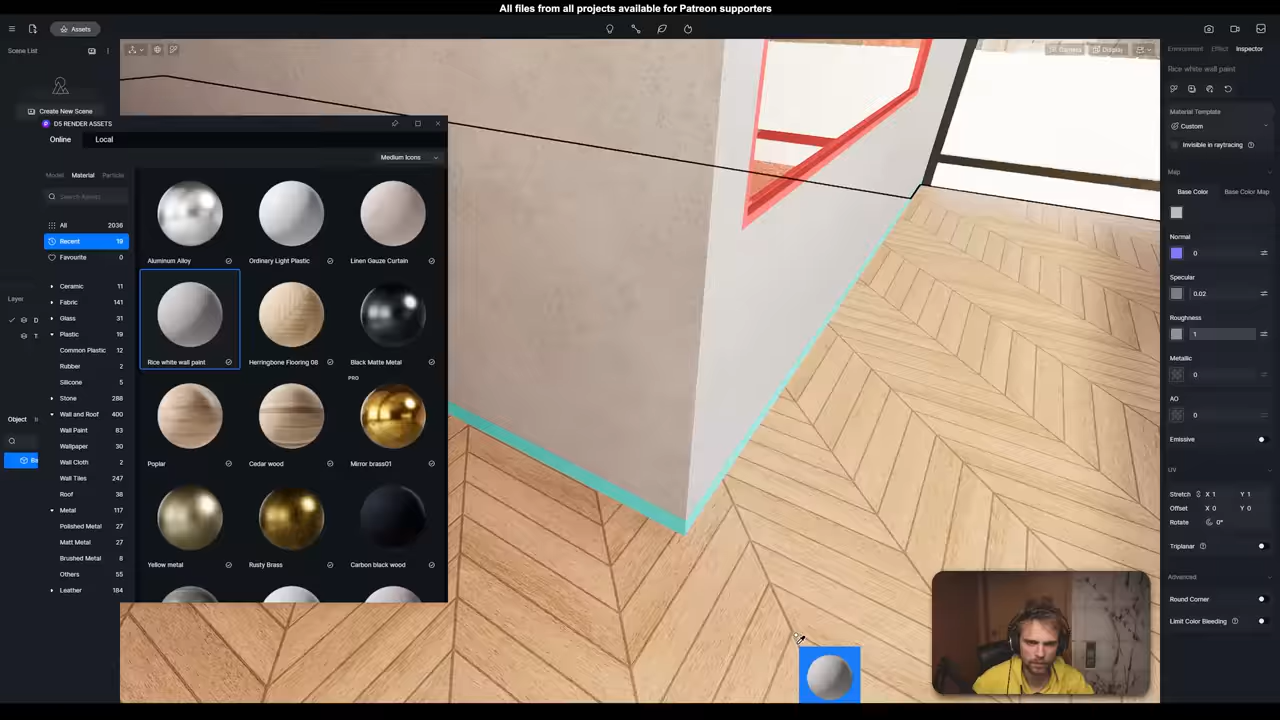 All files from all projects available for Patreon supporters
Assets
Scene List
Create New Scene
Layer
D
T
Object
Ba
D5 RENDER ASSETS
Online
Local
Medium Icons
Model
Material
Particle
Search Assets
All 2036
Recent 19
Favourite 0
Ceramic 11
Fabric 141
Glass 31
Plastic 19
Common Plastic 12
Rubber 2
Silicone 5
Stone 288
Wall and Roof 400
Wall Paint 83
Wallpaper 30
Wall Cloth 2
Wall Tiles 247
Roof 38
Metal 117
Polished Metal 27
Matt Metal 27
Brushed Metal 8
Others 55
Leather 184
Aluminum Alloy
Ordinary Light Plastic
Linen Gauze Curtain
Rice white wall paint
Herringbone Flooring 08
Black Matte Metal
PRO
Poplar
Cedar wood
Mirror brass01
Yellow metal
Rusty Brass
Carbon black wood
Camera
Display
Environment
Effect
Inspector
Rice white wall paint
Material Template
Custom
Invisible in raytracing
Map
Base Color
Base Color Map
Normal
0
Specular
0.02
Roughness
1
Metallic
0
AO
0
Emissive
UV
Stretch X 1 Y 1
Offset X 0 Y 0
Rotate 0°
Triplanar
Advanced
Round Corner
Limit Color Bleeding